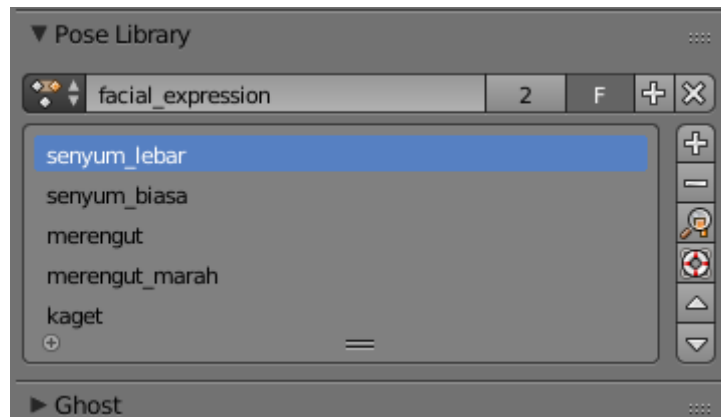 Pose Library
facial_expression 2 F
senyum_lebar
senyum_biasa
merengut
merengut_marah
kaget
Ghost